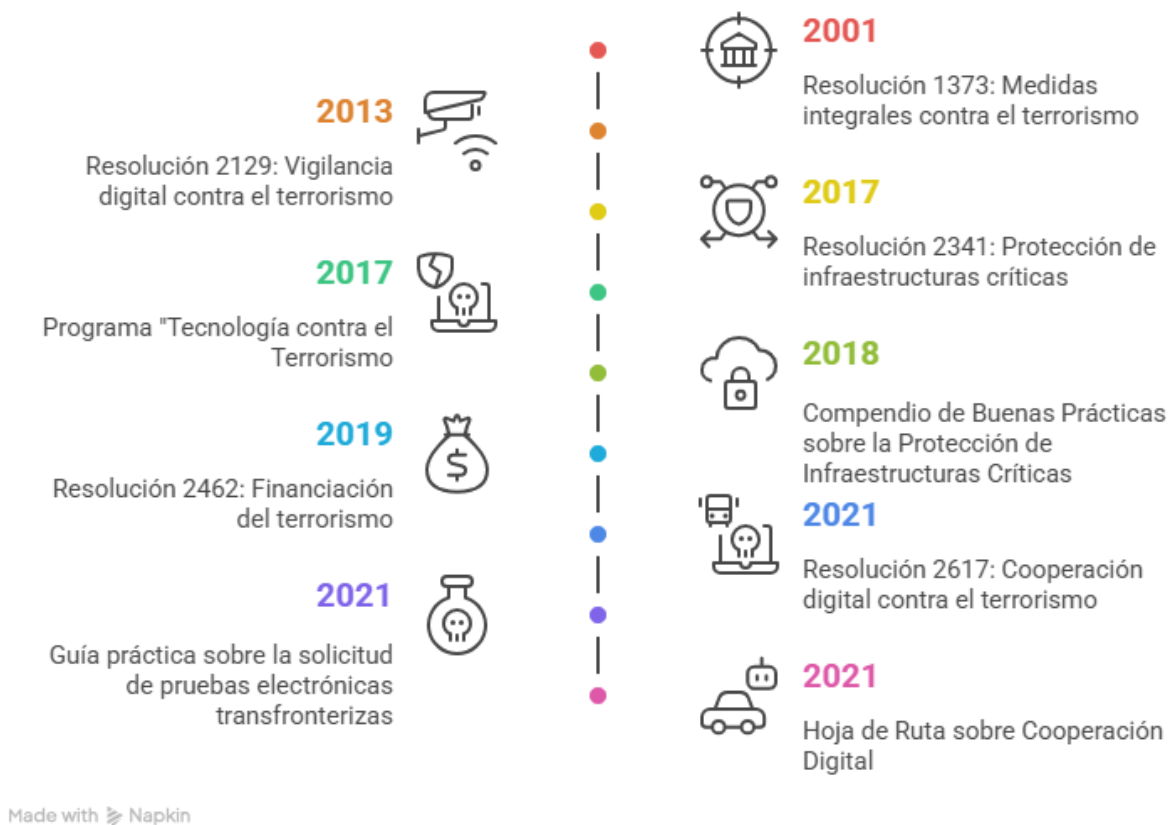 2001
Resolución 1373: Medidas
integrales contra el terrorismo
2013
Resolución 2129: Vigilancia
digital contra el terrorismo
2017
Resolución 2341: Protección de
infraestructuras críticas
2017
Programa "Tecnología contra el
Terrorismo
2018
Compendio de Buenas Prácticas
sobre la Protección de
Infraestructuras Críticas
2019
Resolución 2462: Financiación
del terrorismo
2021
Resolución 2617: Cooperación
digital contra el terrorismo
2021
Guía práctica sobre la solicitud
de pruebas electrónicas
transfronterizas
2021
Hoja de Ruta sobre Cooperación
Digital
Made with Napkin